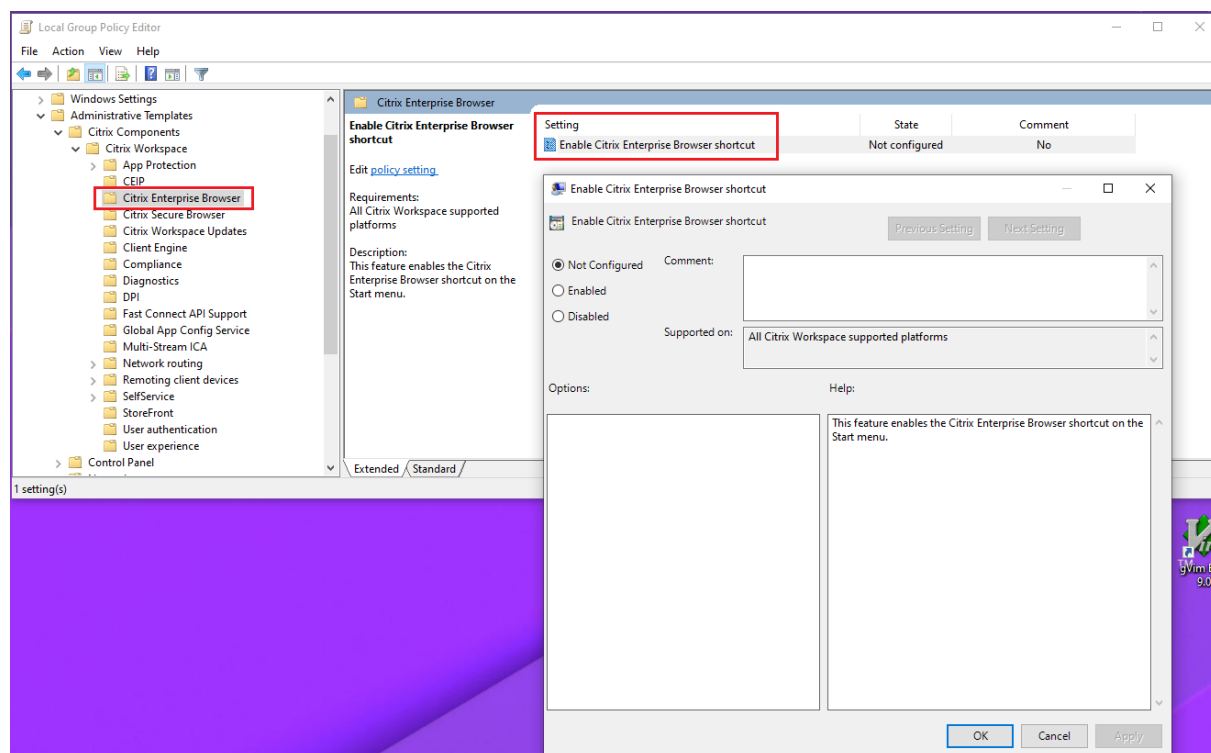 Local Group Policy Editor
File Action View Help
Windows Settings
Administrative Templates
Citrix Components
Citrix Workspace
App Protection
CEIP
Citrix Enterprise Browser
Citrix Secure Browser
Citrix Workspace Updates
Client Engine
Compliance
Diagnostics
DPI
Fast Connect API Support
Global App Config Service
Multi-Stream ICA
Network routing
Remoting client devices
SelfService
StoreFront
User authentication
User experience
Control Panel
1 setting(s)
Citrix Enterprise Browser
Enable Citrix Enterprise Browser
shortcut
Edit policy setting
Requirements:
All Citrix Workspace supported
platforms
Description:
This feature enables the Citrix
Enterprise Browser shortcut on the
Start menu.
Setting State Comment
Enable Citrix Enterprise Browser shortcut Not configured No
Extended Standard
Enable Citrix Enterprise Browser shortcut
Enable Citrix Enterprise Browser shortcut
Previous Setting Next Setting
Not Configured Comment:
Enabled
Disabled
Supported on: All Citrix Workspace supported platforms
Options: Help:
This feature enables the Citrix Enterprise Browser shortcut on the
Start menu.
OK Cancel Apply
gVim
9.0